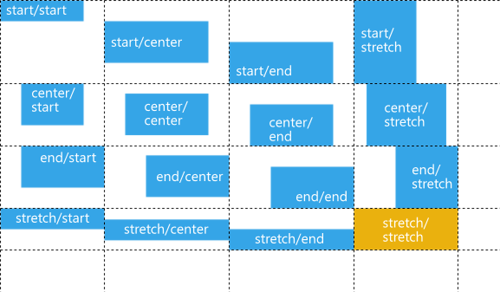 start/start
start/center
start/end
start/
stretch
center/
start
center/
center
center/
end
center/
stretch
end/start
end/center
end/end
end/
stretch
stretch/start
stretch/center
stretch/end
stretch/
stretch